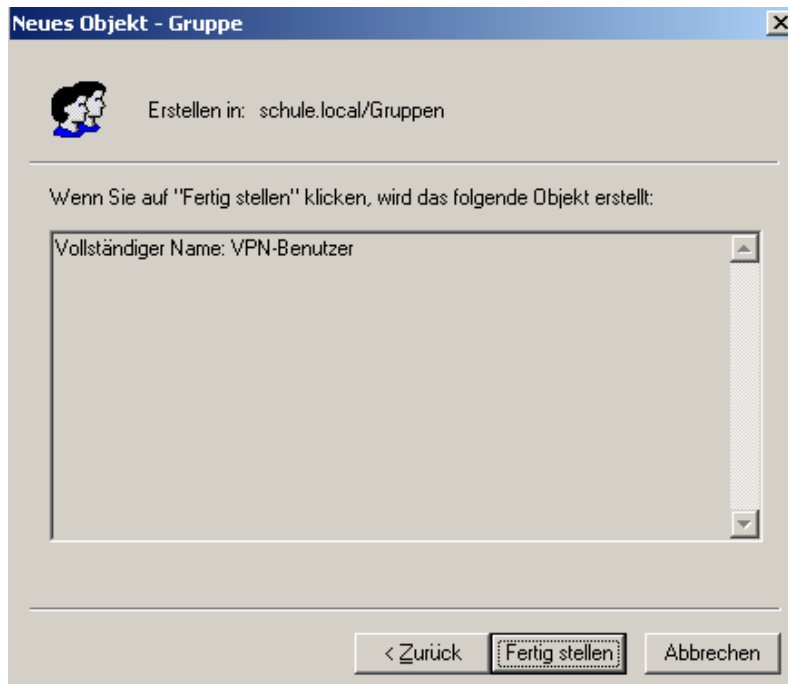 Neues Objekt - Gruppe
Erstellen in: schule.local/Gruppen
Wenn Sie auf "Fertig stellen" klicken, wird das folgende Objekt erstellt:
Vollständiger Name: VPN-Benutzer
< Zurück Fertig stellen Abbrechen